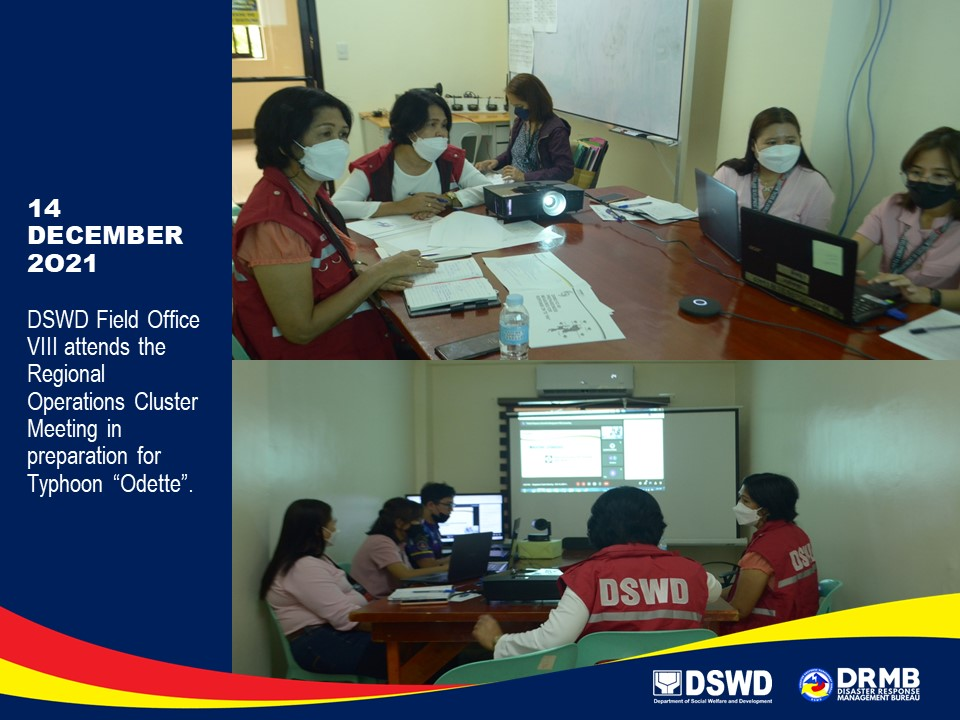 14
DECEMBER
2O21
DSWD Field Office
VIII attends the
Regional
Operations Cluster
Meeting in
preparation for
Typhoon “Odette”.
DSWD
DSWD
DSWD
Department of Social Welfare and Development
DRMB
DISASTER RESPONSE
MANAGEMENT BUREAU